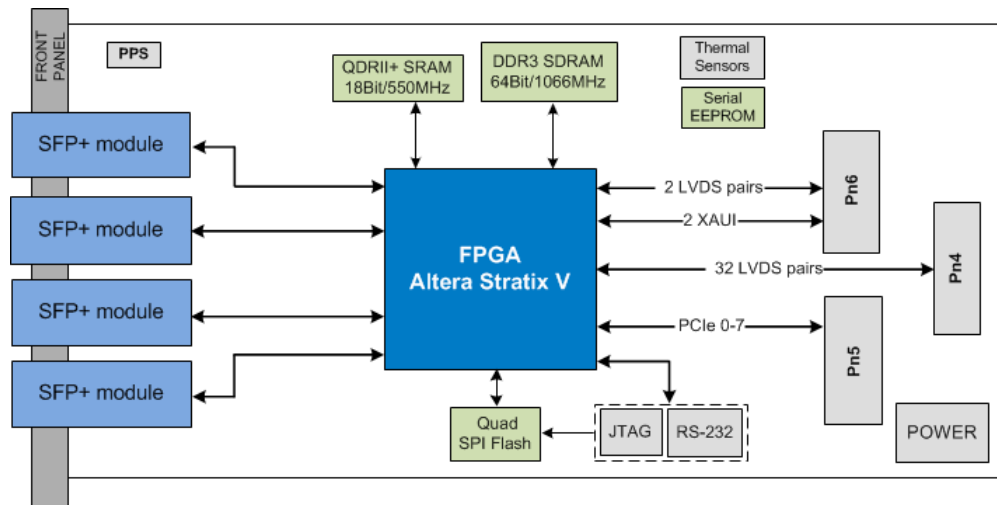 FRONT
PANEL
PPS
QDRII+ SRAM
18Bit/550MHz
DDR3 SDRAM
64Bit/1066MHz
Thermal
Sensors
Serial
EEPROM
SFP+ module
SFP+ module
SFP+ module
SFP+ module
FPGA
Altera Stratix V
2 LVDS pairs
2 XAUI
32 LVDS pairs
PCIe 0-7
Pn6
Pn4
Pn5
Quad
SPI Flash
JTAG
RS-232
POWER